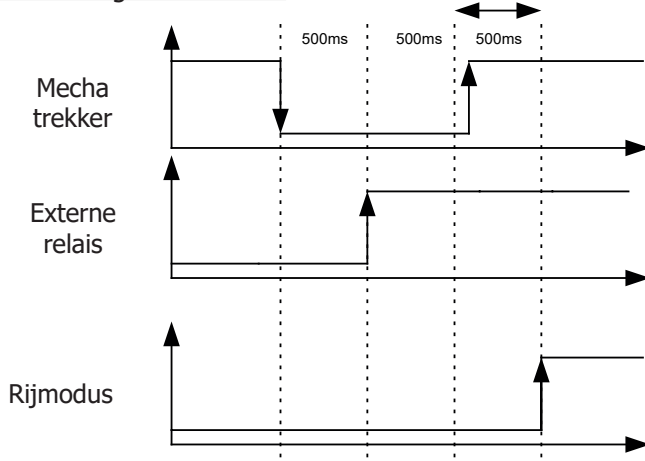 500ms 500ms 500ms
Mecha
trekker
Externe
relais
Rijmodus